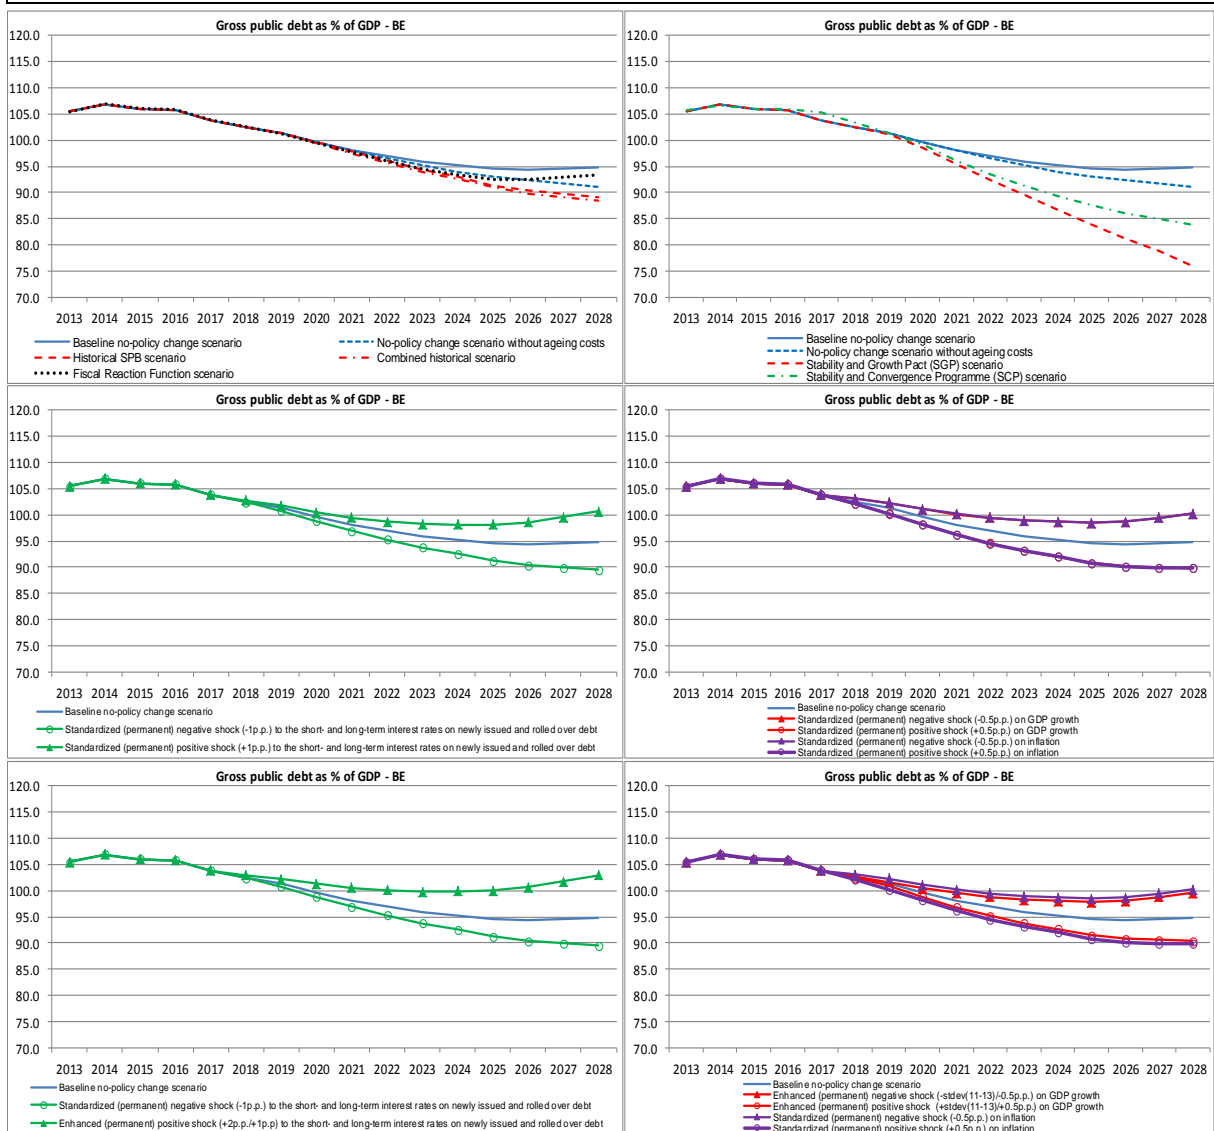 Gross public debt as % of GDP - BE
120.0
115.0
110.0
105.0
100.0
95.0
90.0
85.0
80.0
75.0
70.0
2013 2014 2015 2016 2017 2018 2019 2020 2021 2022 2023 2024 2025 2026 2027 2028
Baseline no-policy change scenario
No-policy change scenario without ageing costs
Historical SPB scenario
Combined historical scenario
Fiscal Reaction Function scenario
Gross public debt as % of GDP - BE
120.0
115.0
110.0
105.0
100.0
95.0
90.0
85.0
80.0
75.0
70.0
2013 2014 2015 2016 2017 2018 2019 2020 2021 2022 2023 2024 2025 2026 2027 2028
Baseline no-policy change scenario
No-policy change scenario without ageing costs
Stability and Growth Pact (SGP) scenario
Stability and Convergence Programme (SCP) scenario
Gross public debt as % of GDP - BE
120.0
115.0
110.0
105.0
100.0
95.0
90.0
85.0
80.0
75.0
70.0
2013 2014 2015 2016 2017 2018 2019 2020 2021 2022 2023 2024 2025 2026 2027 2028
Baseline no-policy change scenario
Standardized (permanent) negative shock (-1p.p.) to the short- and long-term interest rates on newly issued and rolled over debt
Standardized (permanent) positive shock (+1p.p.) to the short- and long-term interest rates on newly issued and rolled over debt
Gross public debt as % of GDP - BE
120.0
115.0
110.0
105.0
100.0
95.0
90.0
85.0
80.0
75.0
70.0
2013 2014 2015 2016 2017 2018 2019 2020 2021 2022 2023 2024 2025 2026 2027 2028
Baseline no-policy change scenario
Standardized (permanent) negative shock (-0.5p.p.) on GDP growth
Standardized (permanent) positive shock (+0.5p.p.) on GDP growth
Standardized (permanent) negative shock (-0.5p.p.) on inflation
Standardized (permanent) positive shock (+0.5p.p.) on inflation
Gross public debt as % of GDP - BE
120.0
115.0
110.0
105.0
100.0
95.0
90.0
85.0
80.0
75.0
70.0
2013 2014 2015 2016 2017 2018 2019 2020 2021 2022 2023 2024 2025 2026 2027 2028
Baseline no-policy change scenario
Standardized (permanent) negative shock (-1p.p.) to the short- and long-term interest rates on newly issued and rolled over debt
Enhanced (permanent) positive shock (+2p.p./+1p.p) to the short- and long-term interest rates on newly issued and rolled over debt
Gross public debt as % of GDP - BE
120.0
115.0
110.0
105.0
100.0
95.0
90.0
85.0
80.0
75.0
70.0
2013 2014 2015 2016 2017 2018 2019 2020 2021 2022 2023 2024 2025 2026 2027 2028
Baseline no-policy change scenario
Enhanced (permanent) negative shock (-stdev(11-13)/-0.5p.p.) on GDP growth
Enhanced (permanent) positive shock (+stdev(11-13)/+0.5p.p.) on GDP growth
Standardized (permanent) negative shock (-0.5p.p.) on inflation
Standardized (permanent) positive shock (+0.5p.p.) on inflation